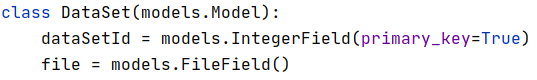 class DataSet(models.Model):
    dataSetId = models.IntegerField(primary_key=True)
    file = models.FileField()